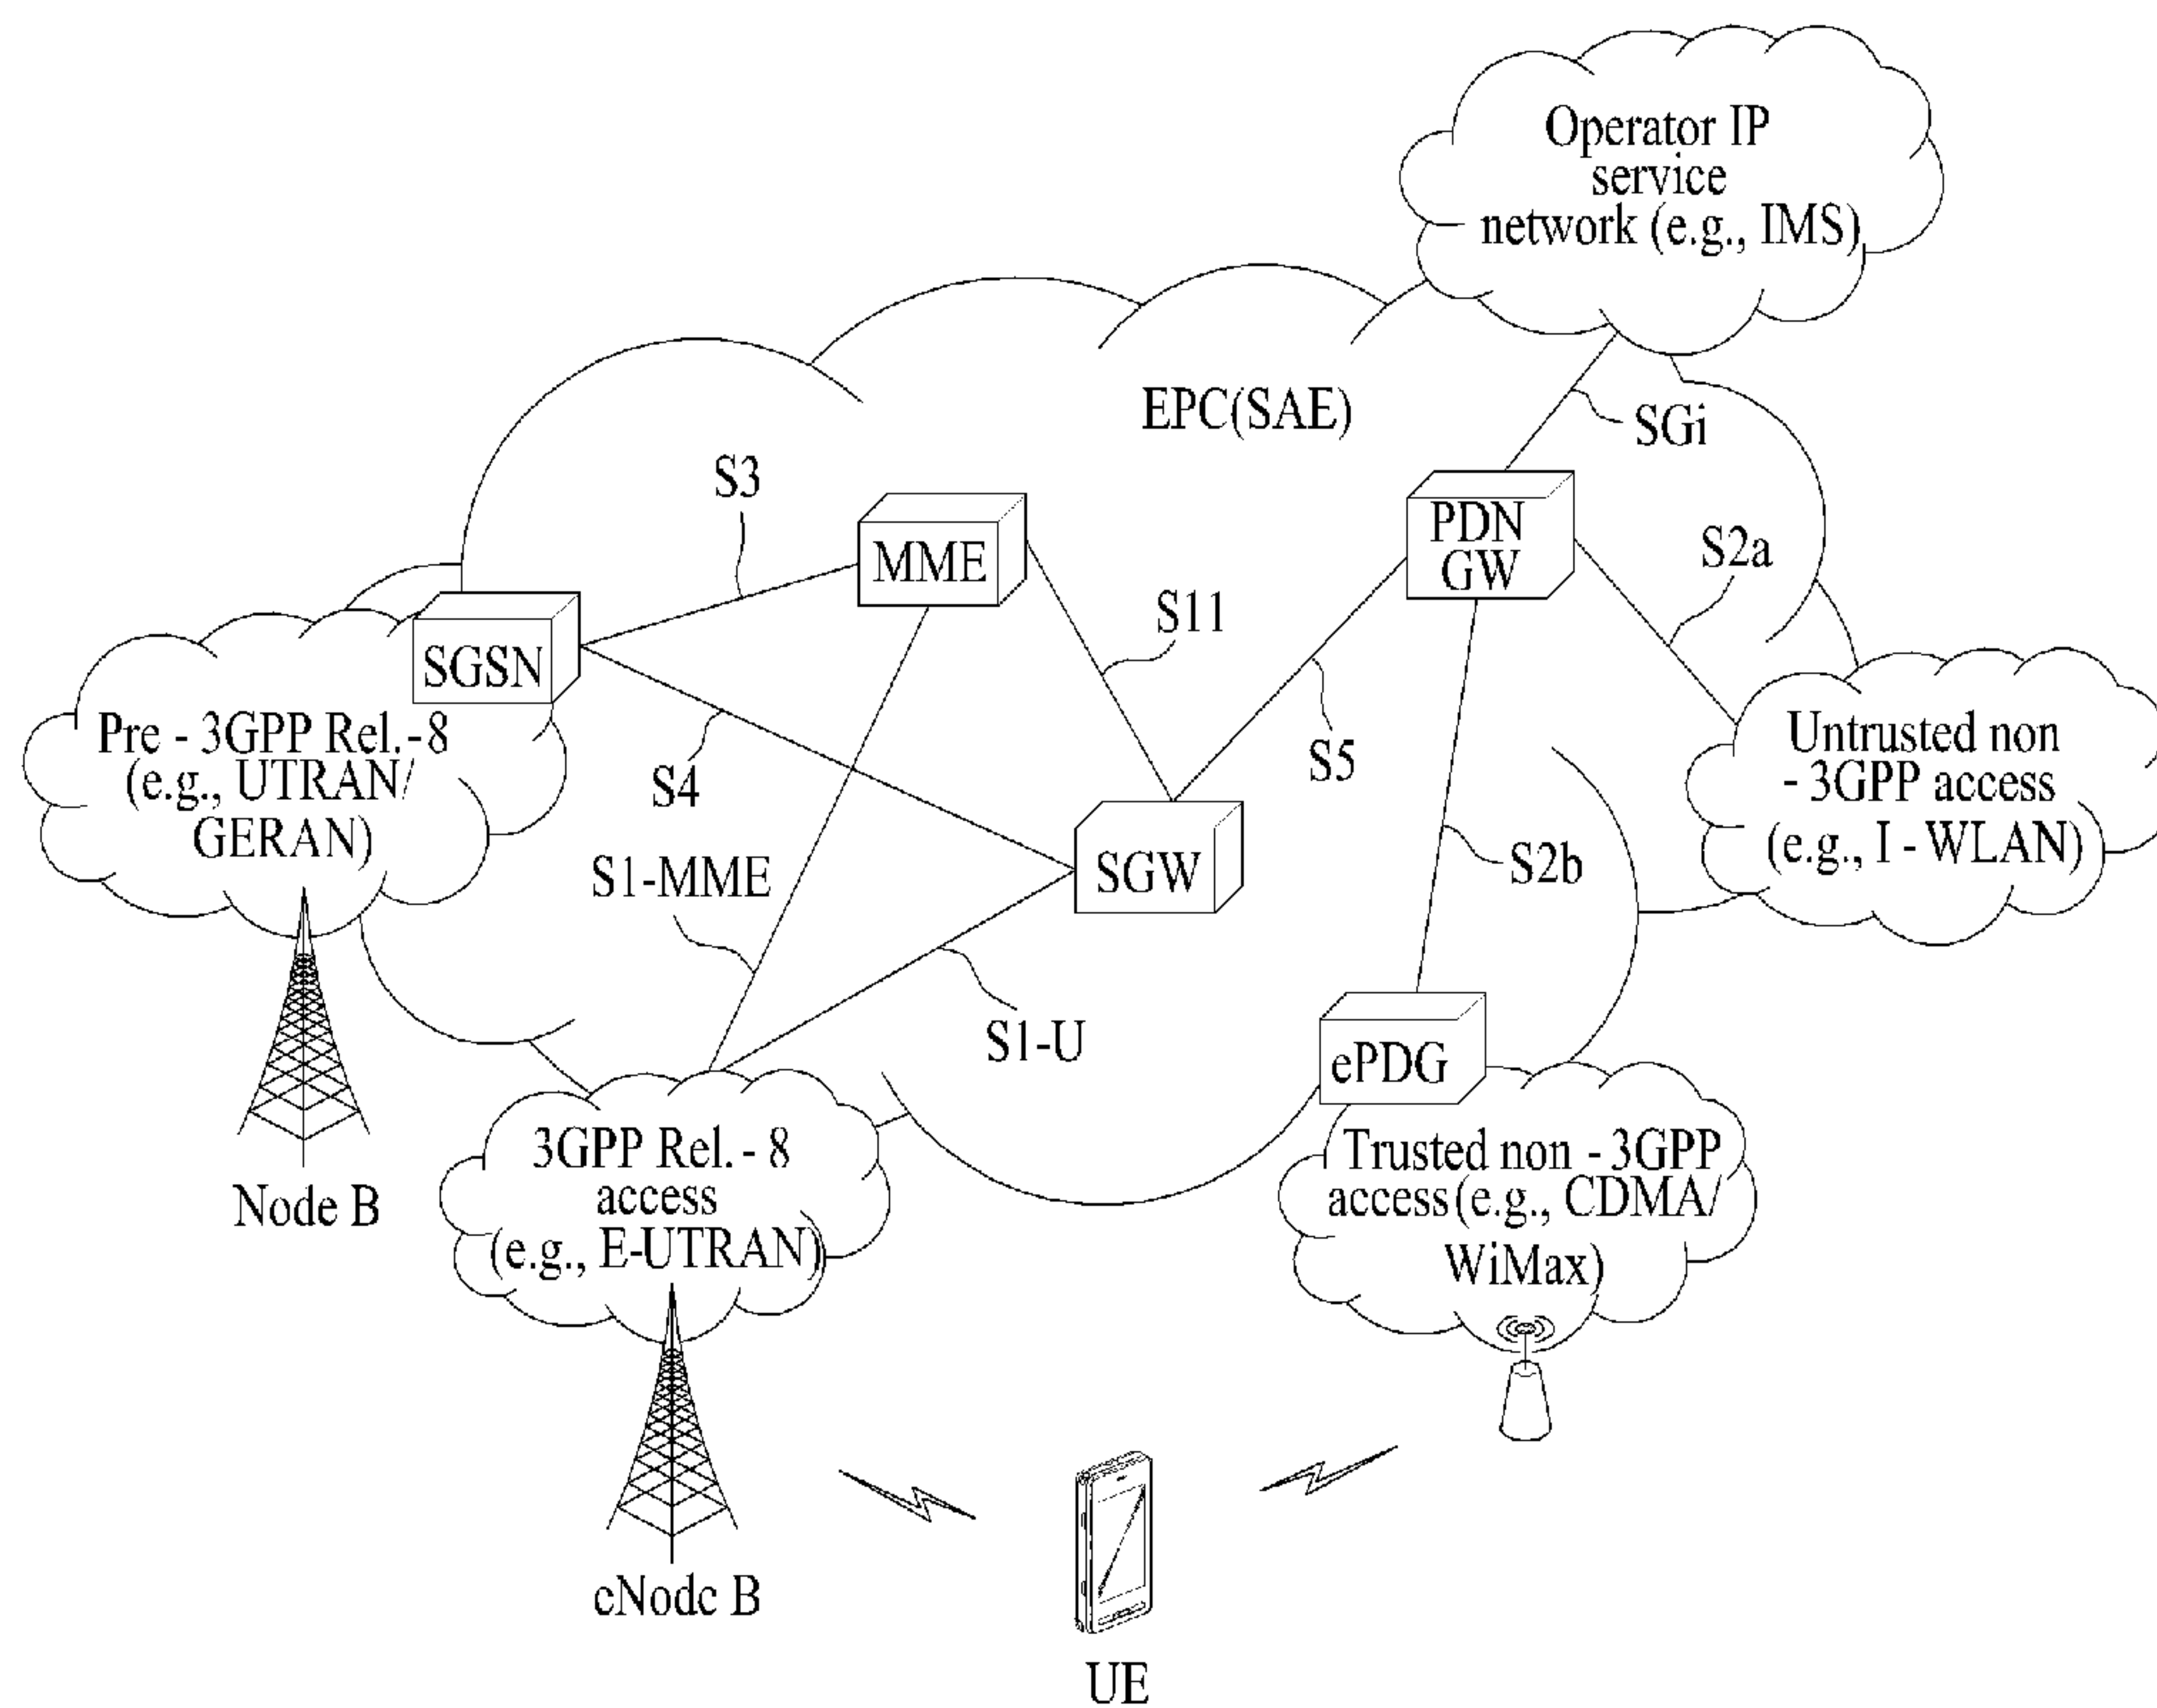 Operator IP
service
network (e.g., IMS)
EPC(SAE)
SGi
S3
MME
PDN
GW
S2a
S11
SGSN
Pre - 3GPP Rel.-8
(e.g., UTRAN/
GERAN)
S4
S5
Untrusted non
- 3GPP access
(e.g., I - WLAN)
S1-MME
SGW
S2b
S1-U
ePDG
Node B
3GPP Rel. - 8
access
(e.g., E-UTRAN)
Trusted non - 3GPP
access(e.g., CDMA/
WiMax)
eNode B
UE